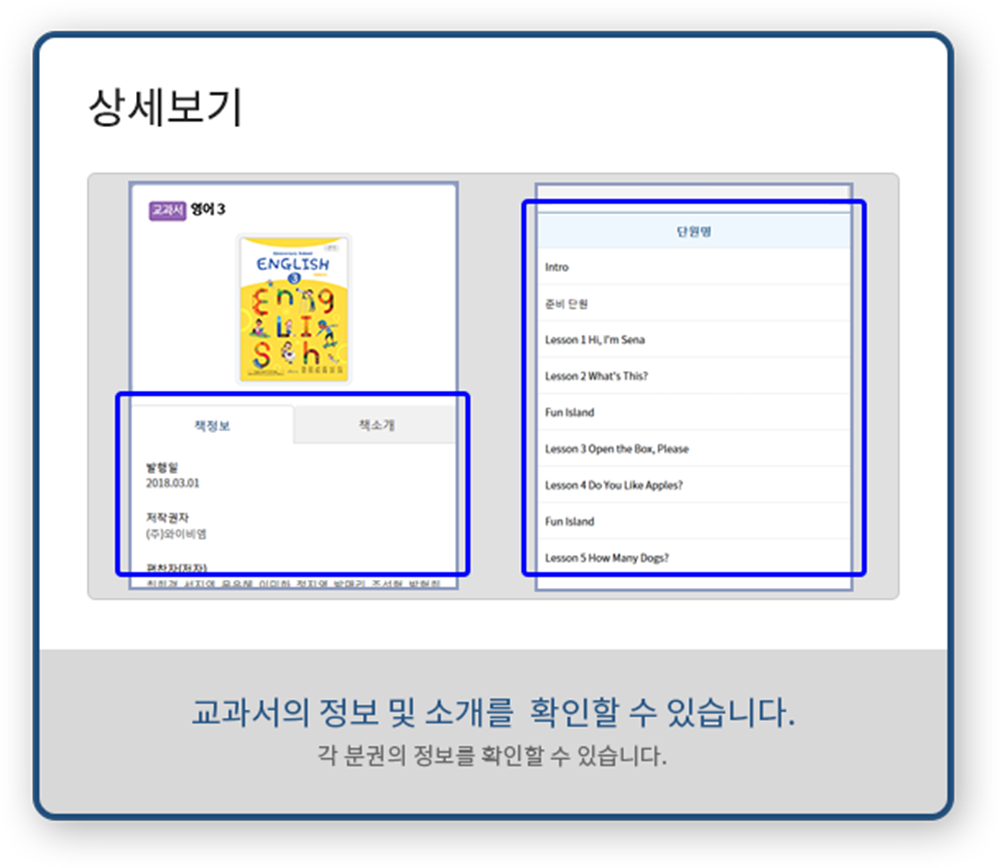 상세보기
교과서 영어 3
ENGLISH
3
Eng
LIS
Sch
책정보
책소개
발행일
2018.03.01
저작권자
(주)와이비엠
편찬자(저자)
단원명
Intro
준비 단원
Lesson 1 Hi, I'm Sena
Lesson 2 What's This?
Fun Island
Lesson 3 Open the Box, Please
Lesson 4 Do You Like Apples?
Fun Island
Lesson 5 How Many Dogs?
교과서의 정보 및 소개를 확인할 수 있습니다.
각 분권의 정보를 확인할 수 있습니다.